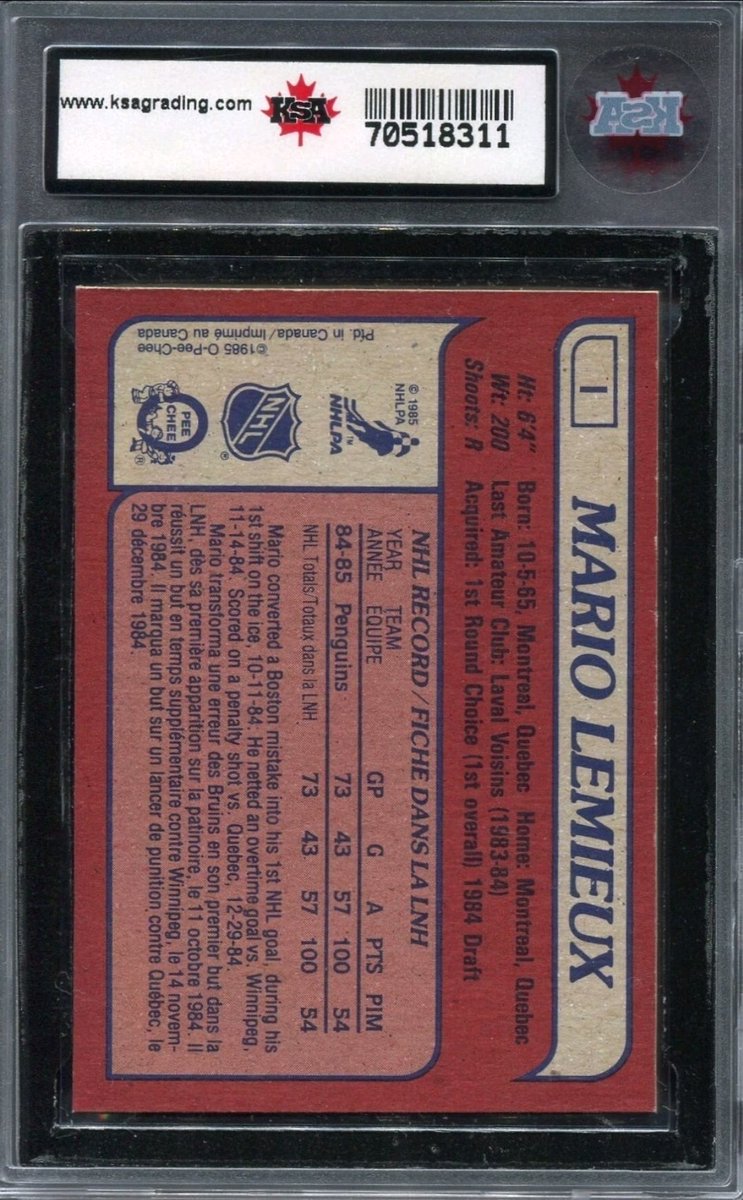 www.ksagrading.com
KSA
70518311
KSA
1
MARIO LEMIEUX
Ht: 6'4" Born: 10-5-65, Montreal, Quebec Home: Montreal, Quebec
Wt: 200 Last Amateur Club: Laval Voisins (1983-84)
Shoots: R Acquired: 1st Round Choice (1st overall) 1984 Draft
© 1985
NHLPA
NHLPA™
NHL
®
O
PEE
CHEE
®
©1985 O-Pee-Chee
Ptd. in Canada/Imprimé au Canada
NHL RECORD/FICHE DANS LA LNH
YEAR TEAM
ANNÉE ÉQUIPE GP G A PTS PIM
84-85 Penguins 73 43 57 100 54
NHL Totals/Totaux dans la LNH 73 43 57 100 54
Mario converted a Boston mistake into his 1st NHL goal, during his
1st shift on the ice, 10-11-84. He netted an overtime goal vs. Winnipeg,
11-14-84. Scored on a penalty shot vs. Quebec, 12-29-84.
Mario transforma une erreur des Bruins en son premier but dans la
LNH, dès sa première apparition sur la patinoire, le 11 octobre 1984. Il
réussit un but en temps supplémentaire contre Winnipeg, le 14 novem-
bre 1984. Il marqua un but sur un lancer de punition contre Québec, le
29 décembre 1984.